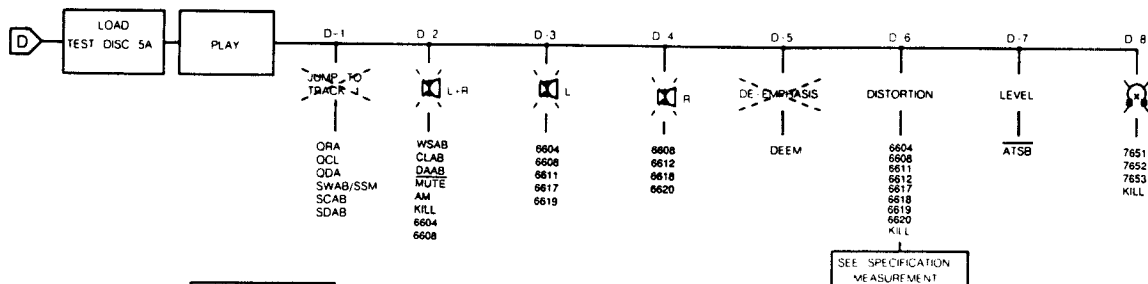 D
LOAD
TEST DISC 5A
PLAY
D-1
D-2
D-3
D-4
D-5
D-6
D-7
D-8
JUMP TO
TRACK 1
L+R
L
R
DE-EMPHASIS
DISTORTION
LEVEL
QRA
QCL
QDA
SWAB/SSM
SCAB
SDAB
WSAB
CLAB
DAAB
MUTE
AM
KILL
6604
6608
6604
6608
6611
6617
6619
6608
6612
6618
6620
DEEM
6604
6608
6611
6612
6617
6618
6619
6620
KILL
ATSB
7651
7652
7653
KILL
SEE SPECIFICATION
MEASUREMENT